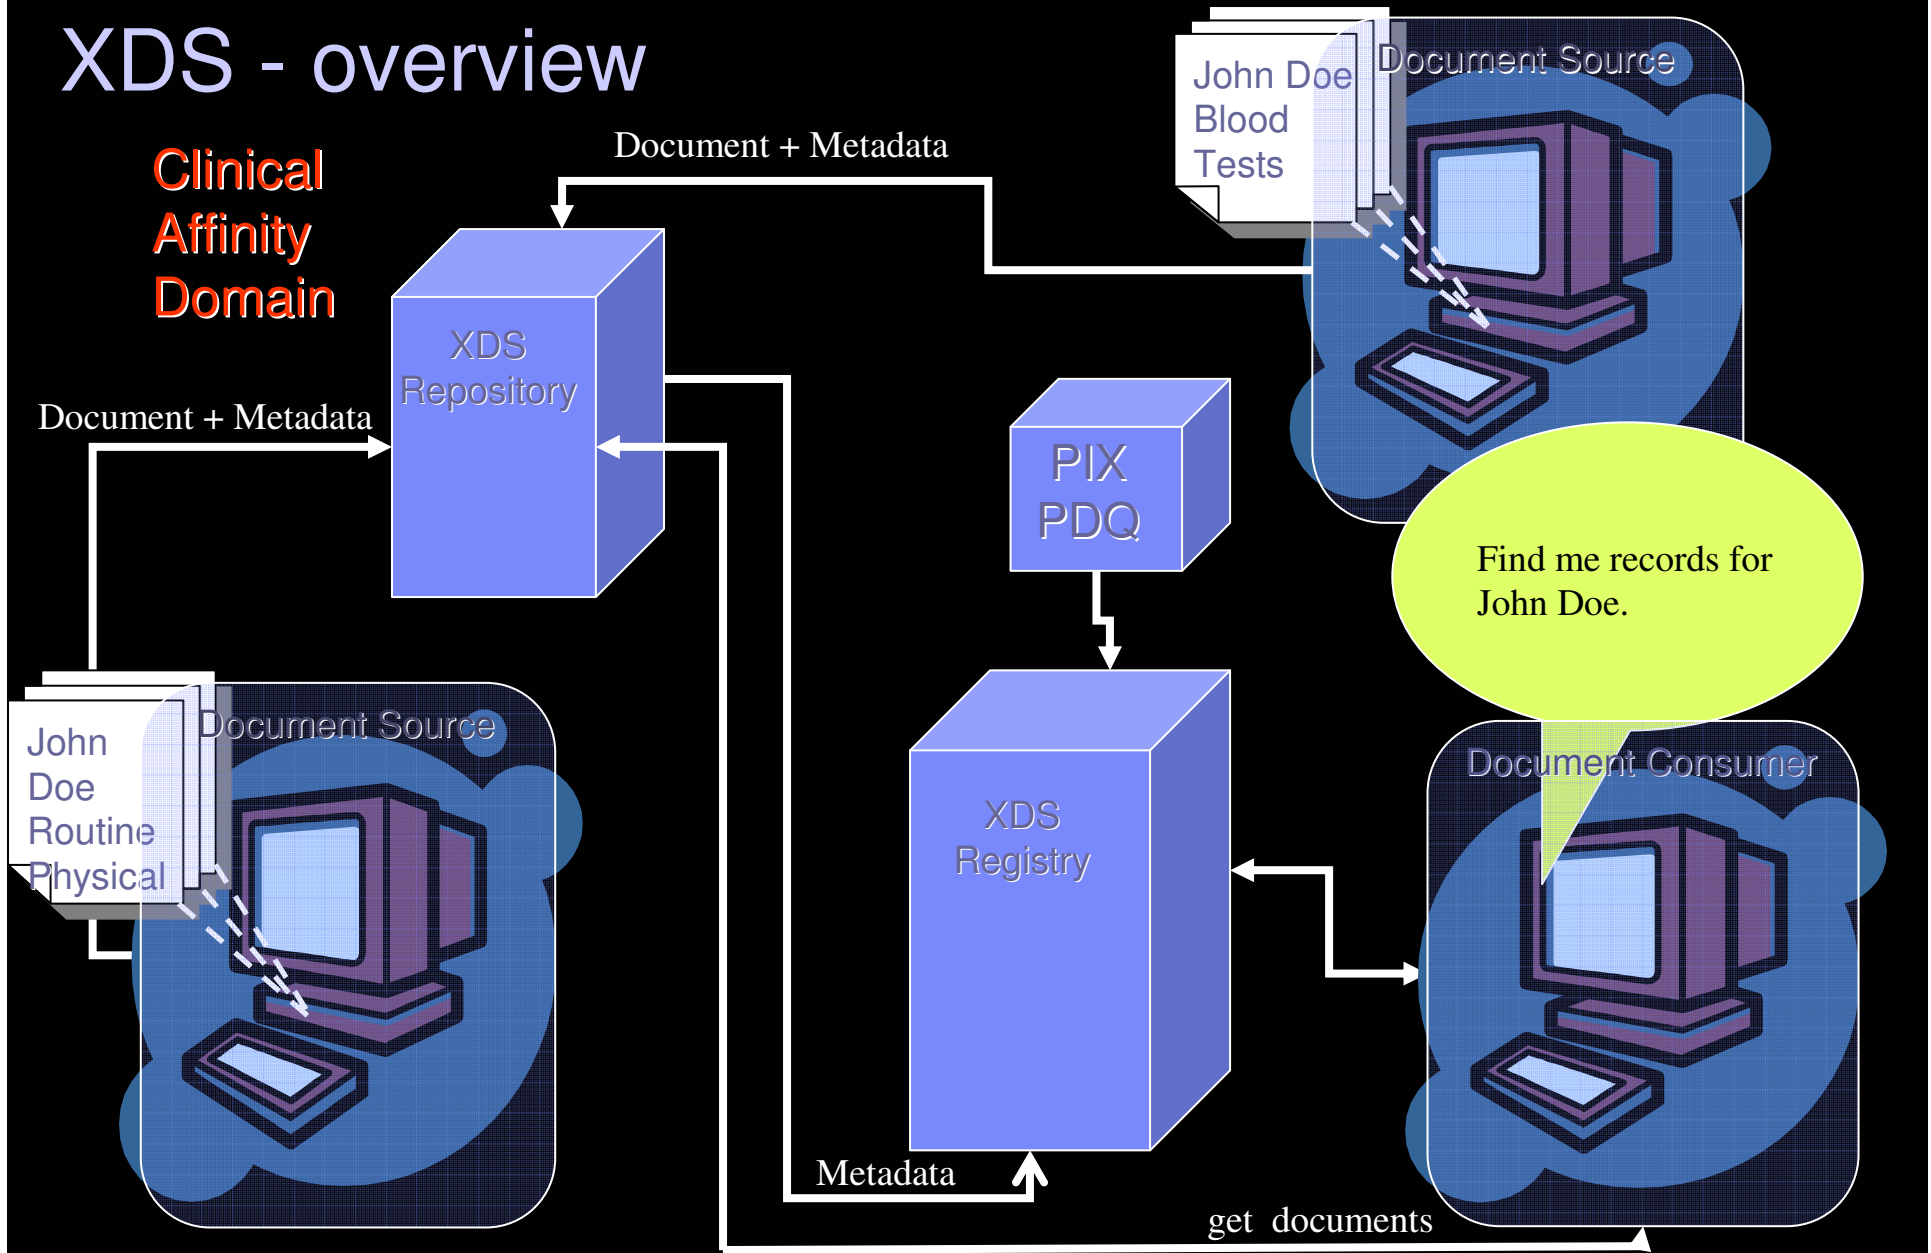 XDS - overview
Clinical
Affinity
Domain
Document + Metadata
John Doe
Blood
Tests
Document Source
XDS
Repository
Document + Metadata
PIX
PDQ
Find me records for
John Doe.
John
Doe
Routine
Physical
Document Source
XDS
Registry
Document Consumer
Metadata
get documents